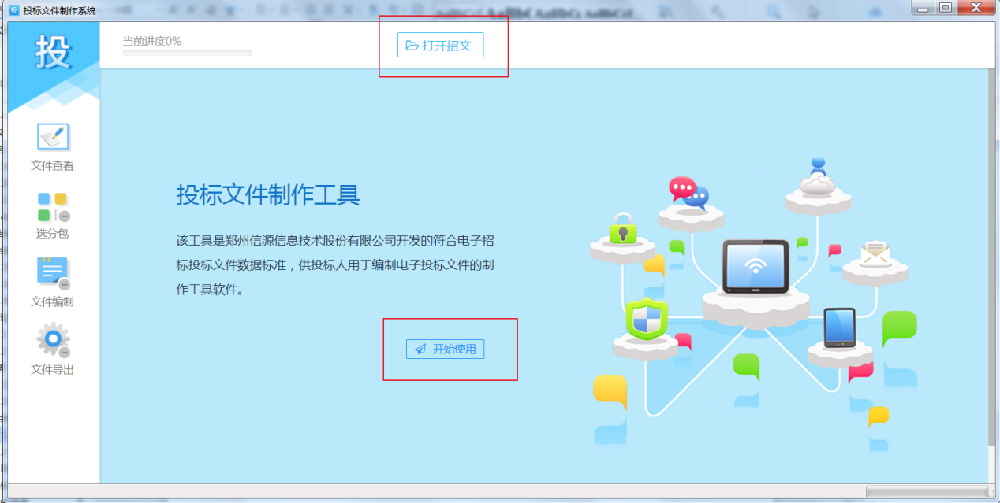 投标文件制作系统
投
当前进度0%
打开招文
文件查看
选分包
文件编制
文件导出
投标文件制作工具
该工具是郑州信源信息技术股份有限公司开发的符合电子招
标投标文件数据标准，供投标人用于编制电子投标文件的制
作工具软件。
开始使用